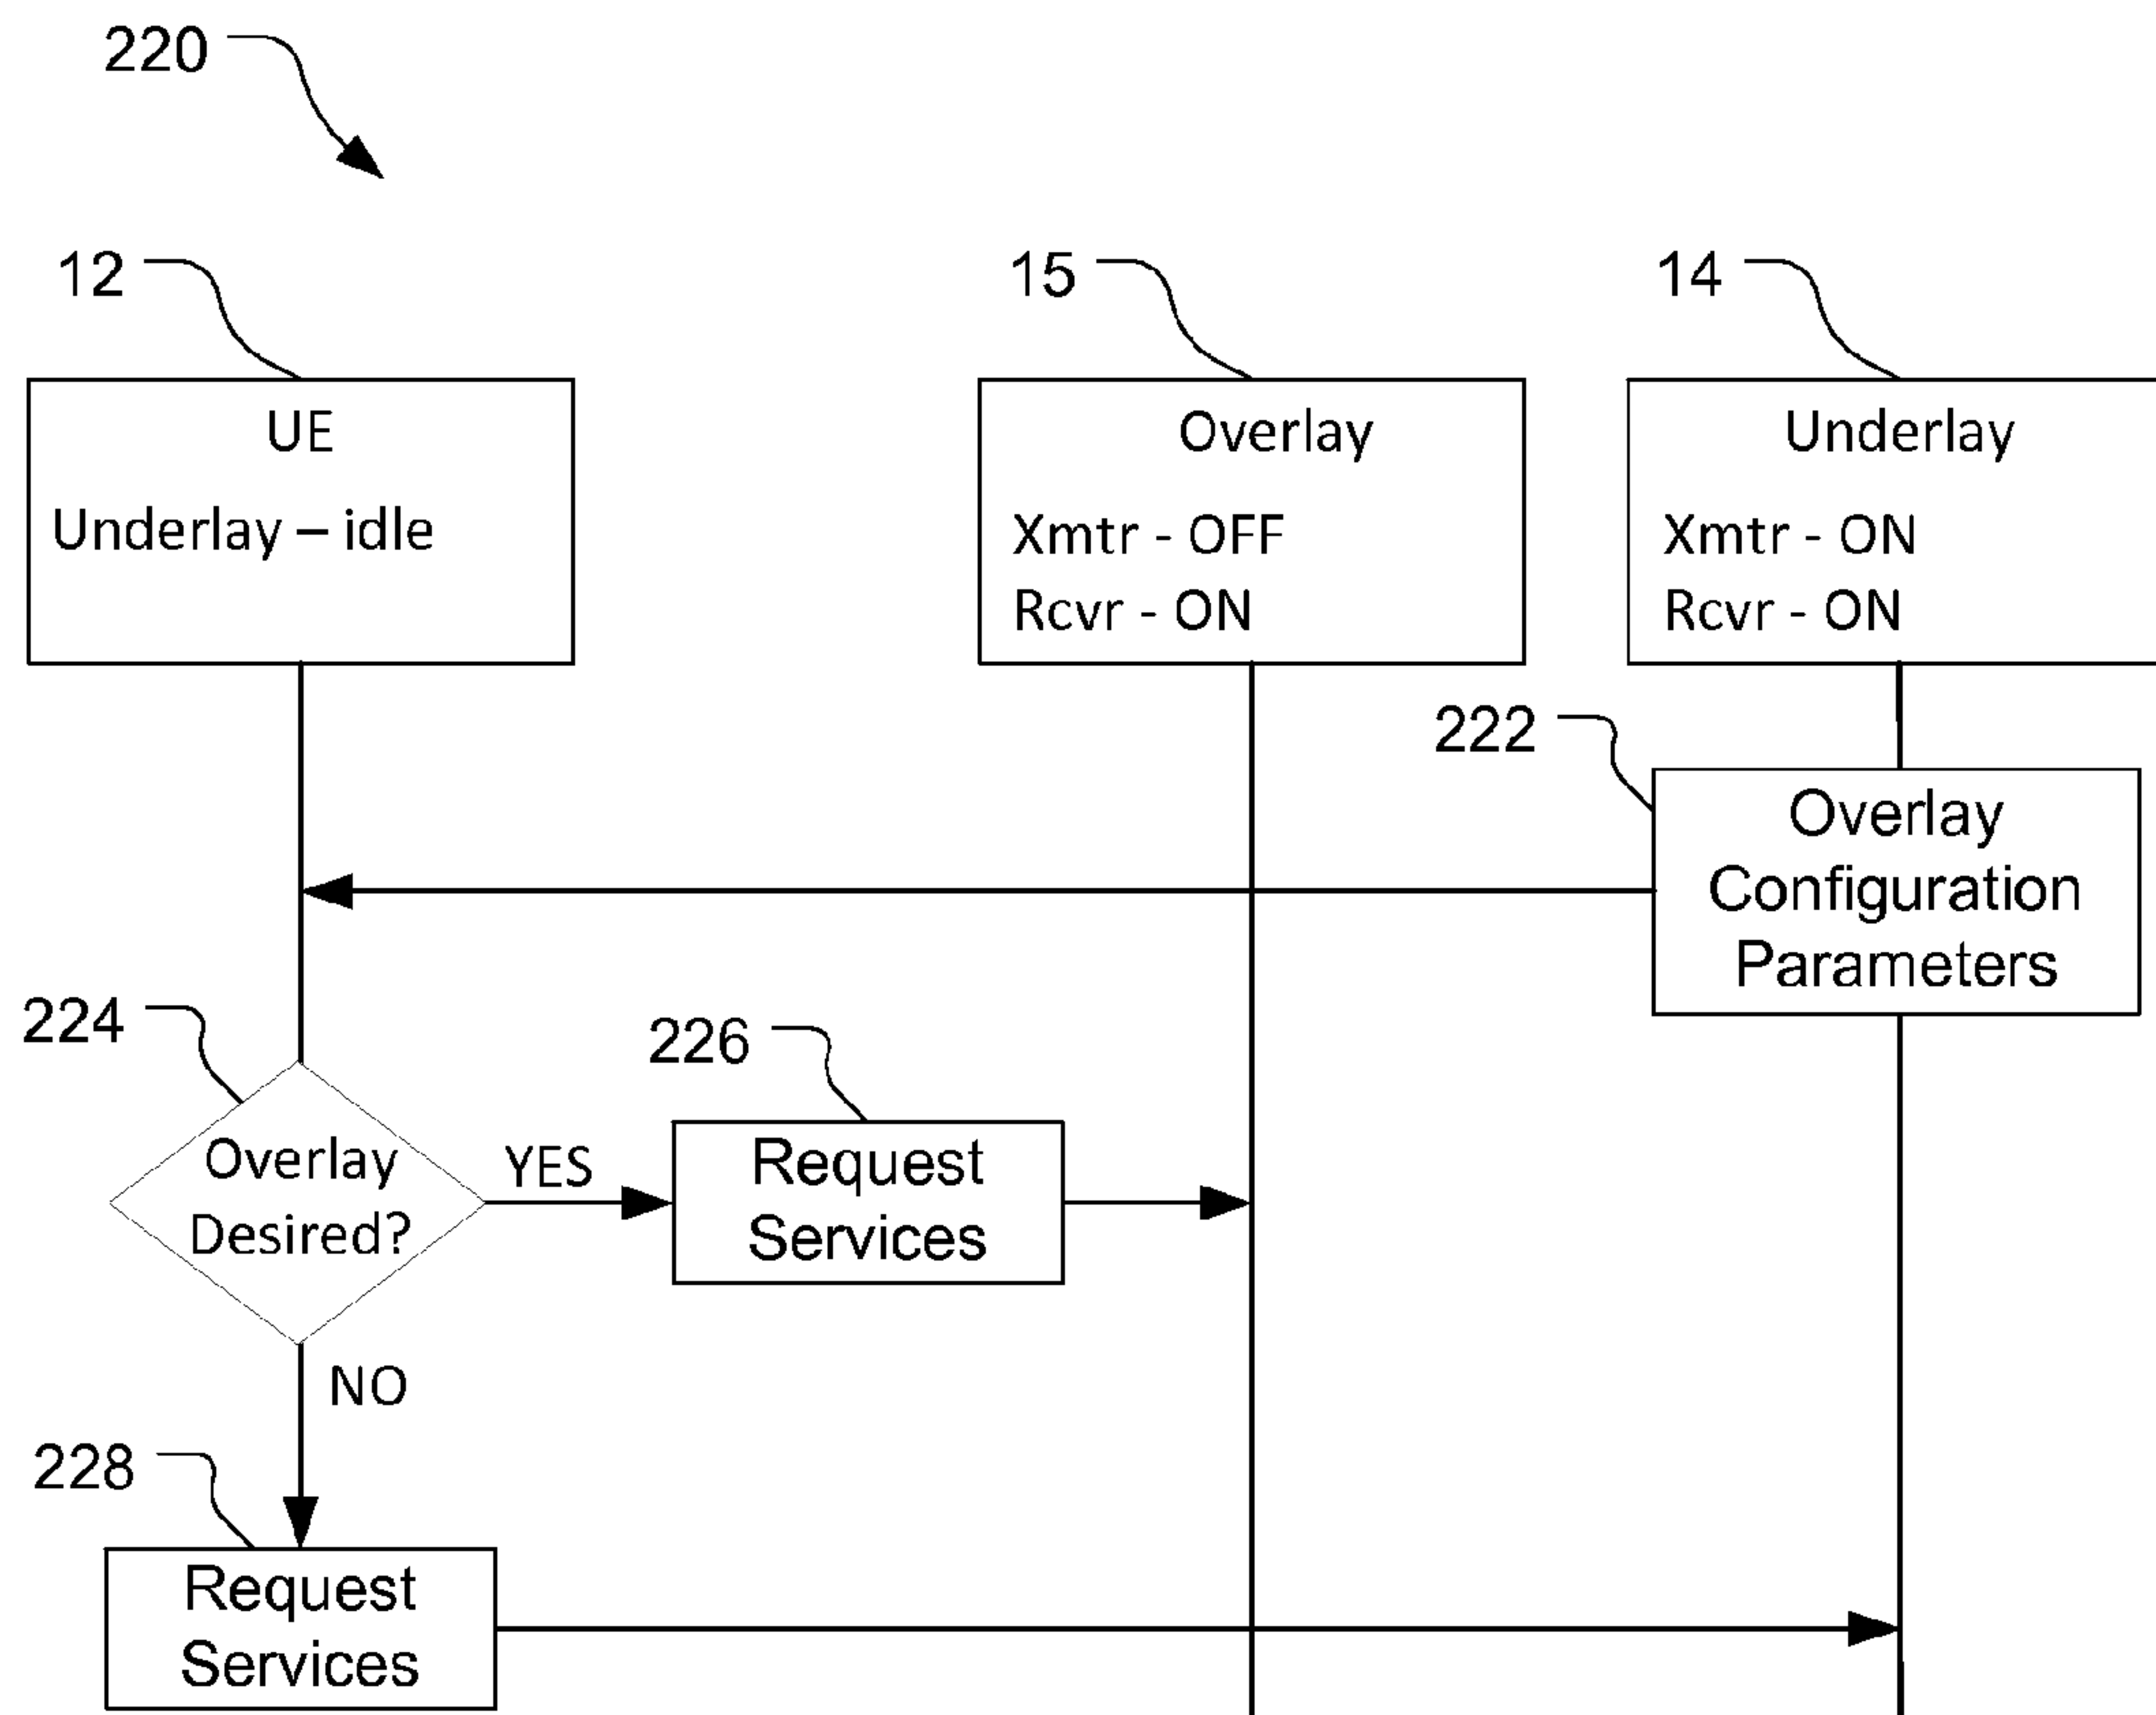 220
12
15
14
UE
Underlay – idle
Overlay
Xmtr - OFF
Rcvr - ON
Underlay
Xmtr - ON
Rcvr - ON
222
Overlay
Configuration
Parameters
224
226
Overlay
Desired?
YES
Request
Services
NO
228
Request
Services